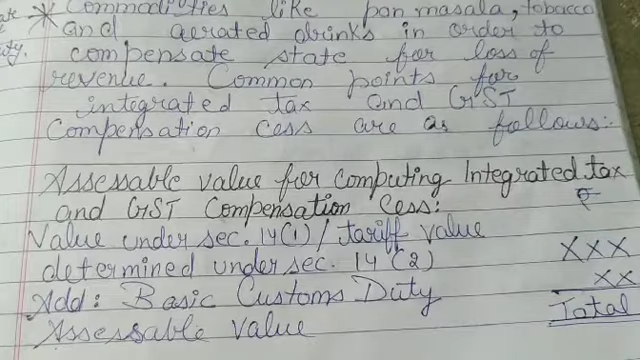 * Commodities like pan masala, tobacco
and aerated drinks in order to
compensate state for loss of
revenue. Common points for
integrated tax and GST
Compensation cess are as follows:
Assessable value for computing Integrated tax
and GST Compensation Cess:
₹
Value under sec. 14(1) / tariff value
determined under sec. 14(2) XXX
Add: Basic Customs Duty XX
Assessable value Total